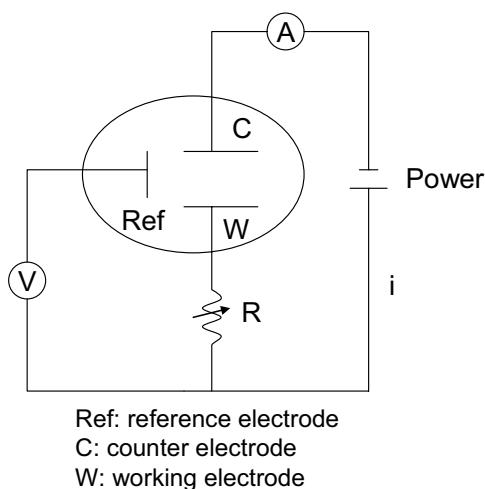 A
C
Ref
W
Power
V
R
i
Ref: reference electrode
C: counter electrode
W: working electrode